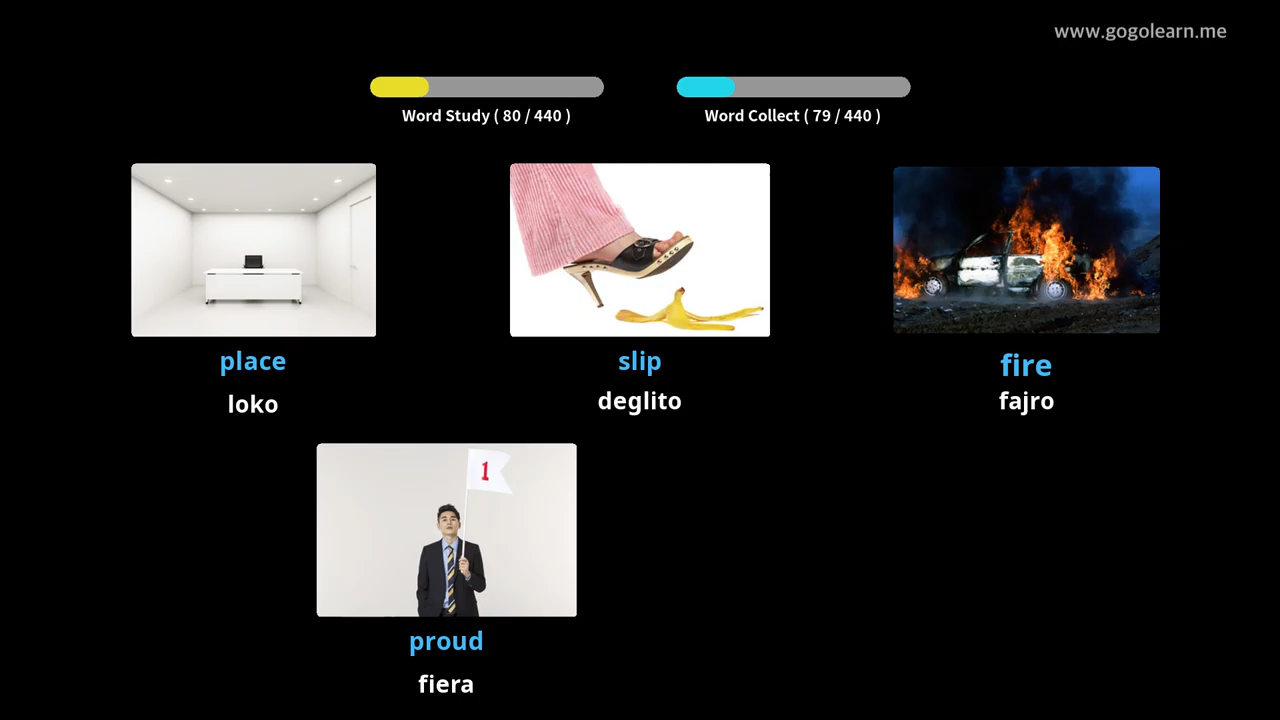 www.gogolearn.me
Word Study ( 80 / 440 )
Word Collect ( 79 / 440 )
place
loko
slip
deglito
fire
fajro
1
proud
fiera